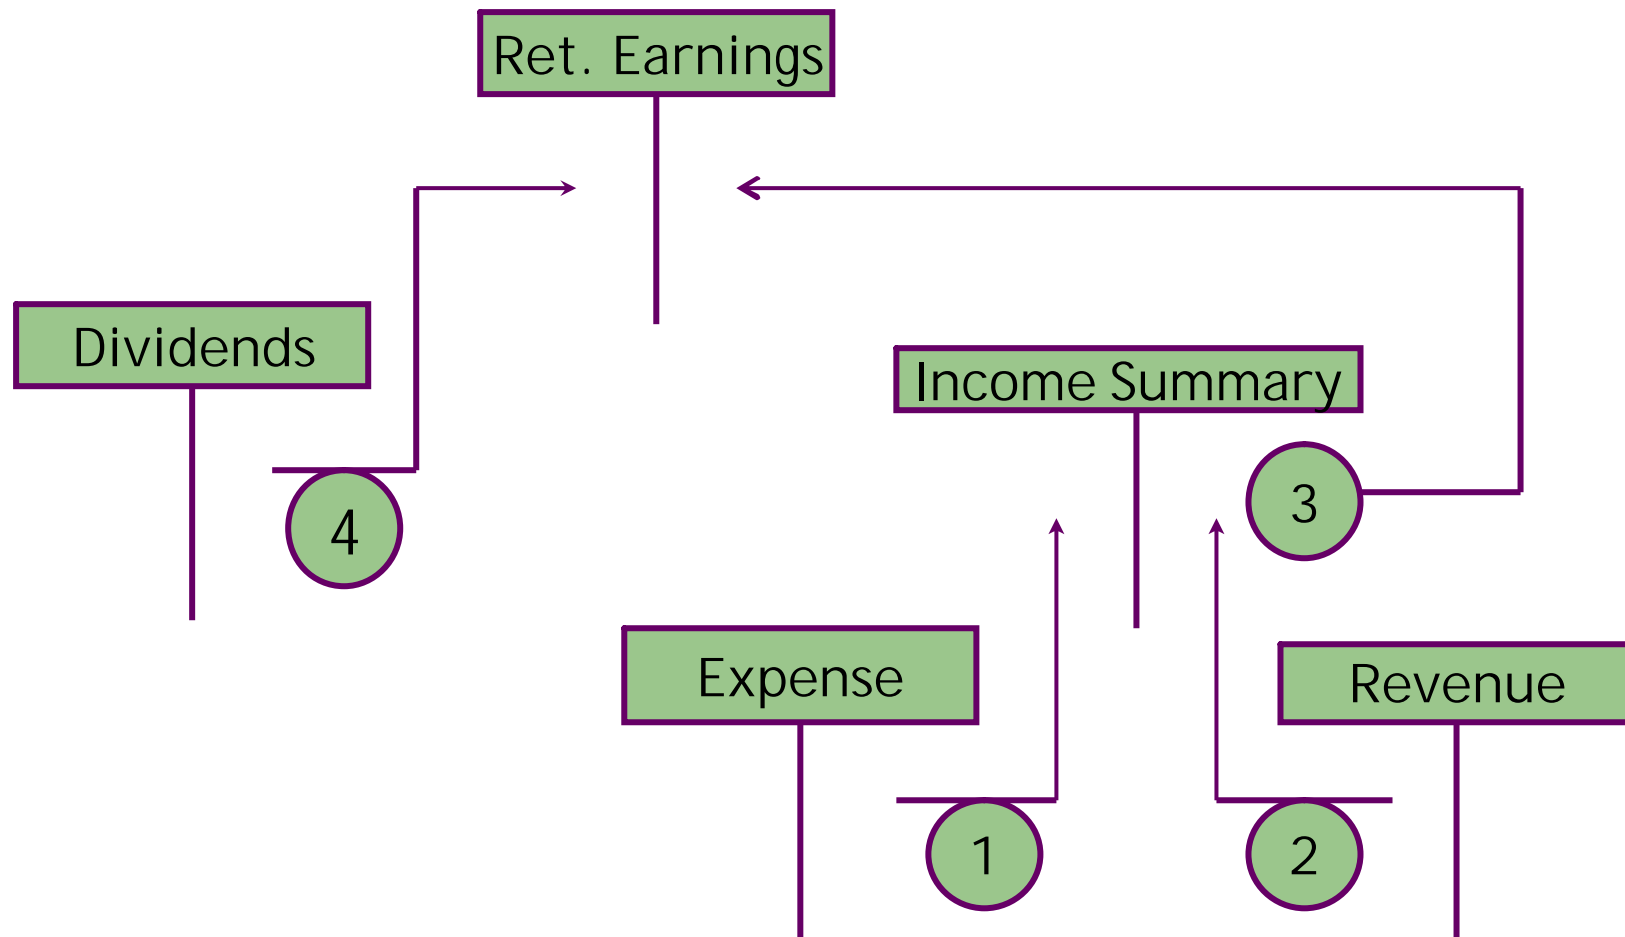 Ret. Earnings
Dividends
Income Summary
3
4
Expense
Revenue
1
2